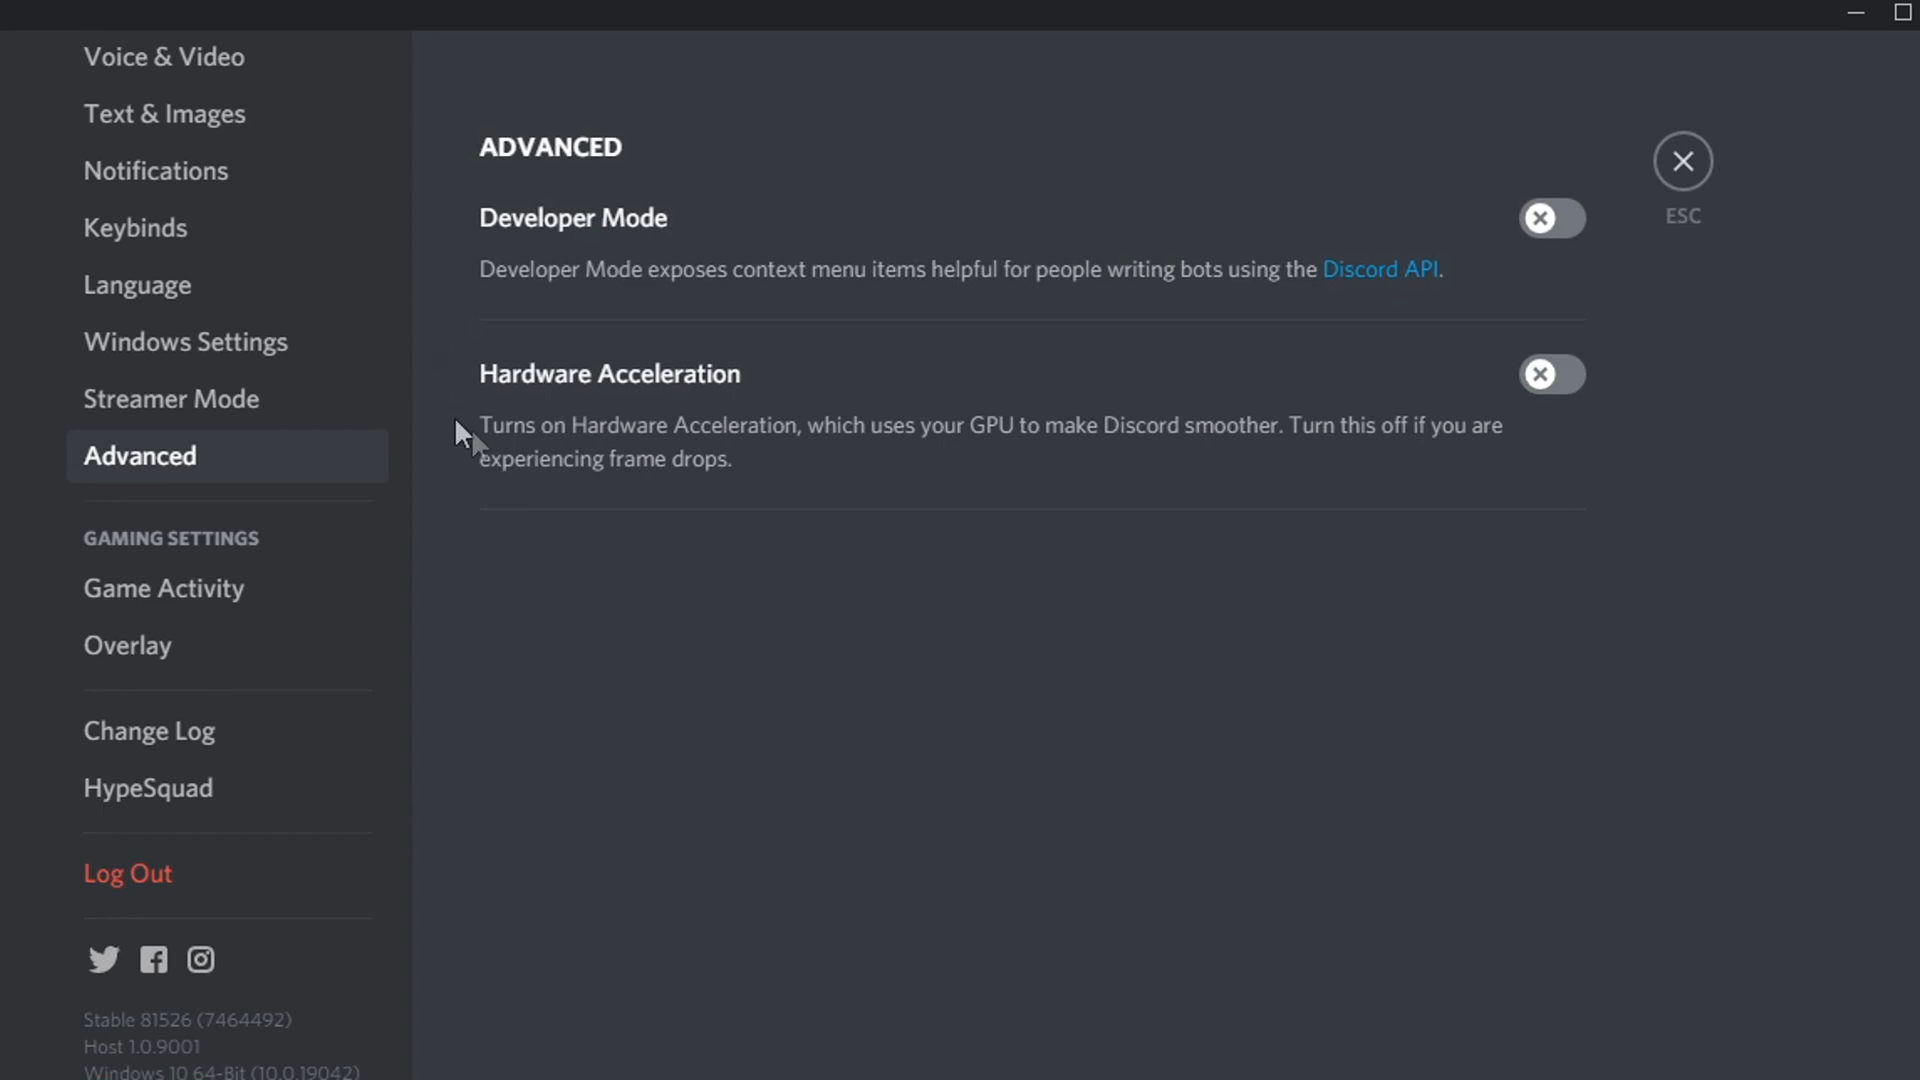 Voice & Video
Text & Images
Notifications
Keybinds
Language
Windows Settings
Streamer Mode
Advanced
GAMING SETTINGS
Game Activity
Overlay
Change Log
HypeSquad
Log Out
Stable 81526 (7464492)
Host 1.0.9001
Windows 10 64-Bit (10.0.19042)
ADVANCED
Developer Mode
Developer Mode exposes context menu items helpful for people writing bots using the Discord API.
Hardware Acceleration
Turns on Hardware Acceleration, which uses your GPU to make Discord smoother. Turn this off if you are
experiencing frame drops.
ESC